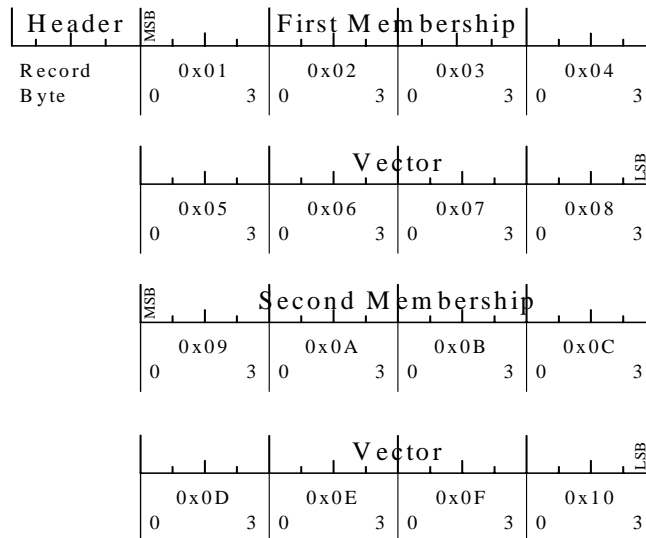 Header MSB First Membership
Record 0x01 0x02 0x03 0x04
Byte 0 3 0 3 0 3 0 3
Vector LSB
0x05 0x06 0x07 0x08
0 3 0 3 0 3 0 3
MSB Second Membership
0x09 0x0A 0x0B 0x0C
0 3 0 3 0 3 0 3
Vector LSB
0x0D 0x0E 0x0F 0x10
0 3 0 3 0 3 0 3